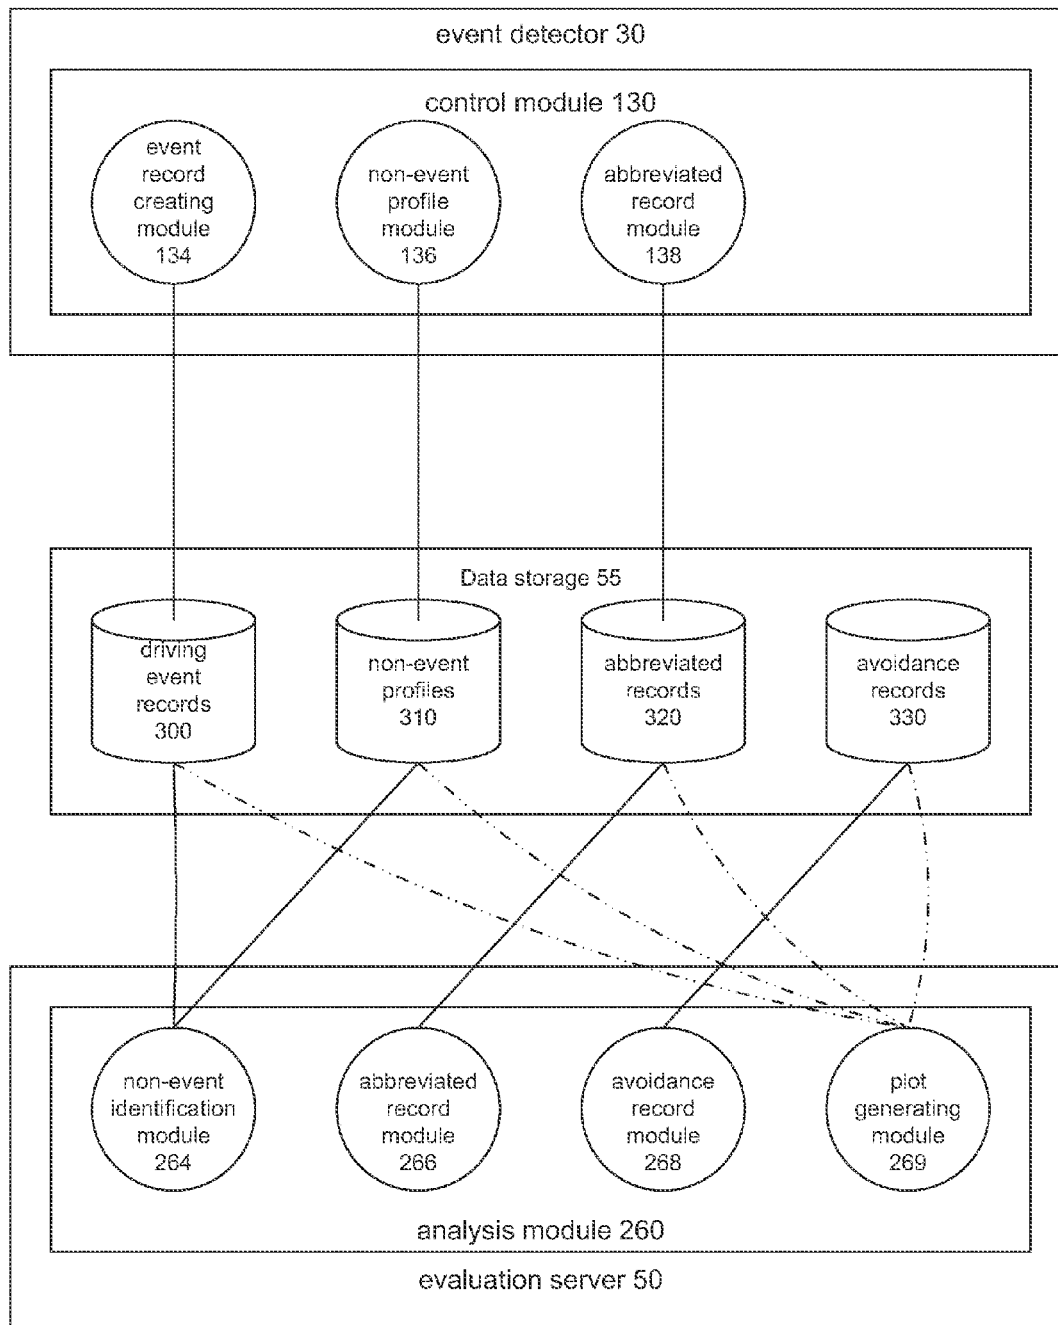 event detector 30
control module 130
event
record
creating
module
134
non-event
profile
module
136
abbreviated
record
module
138
Data storage 55
driving
event
records
300
non-event
profiles
310
abbreviated
records
320
avoidance
records
330
non-event
identification
module
264
abbreviated
record
module
266
avoidance
record
module
268
plot
generating
module
269
analysis module 260
evaluation server 50